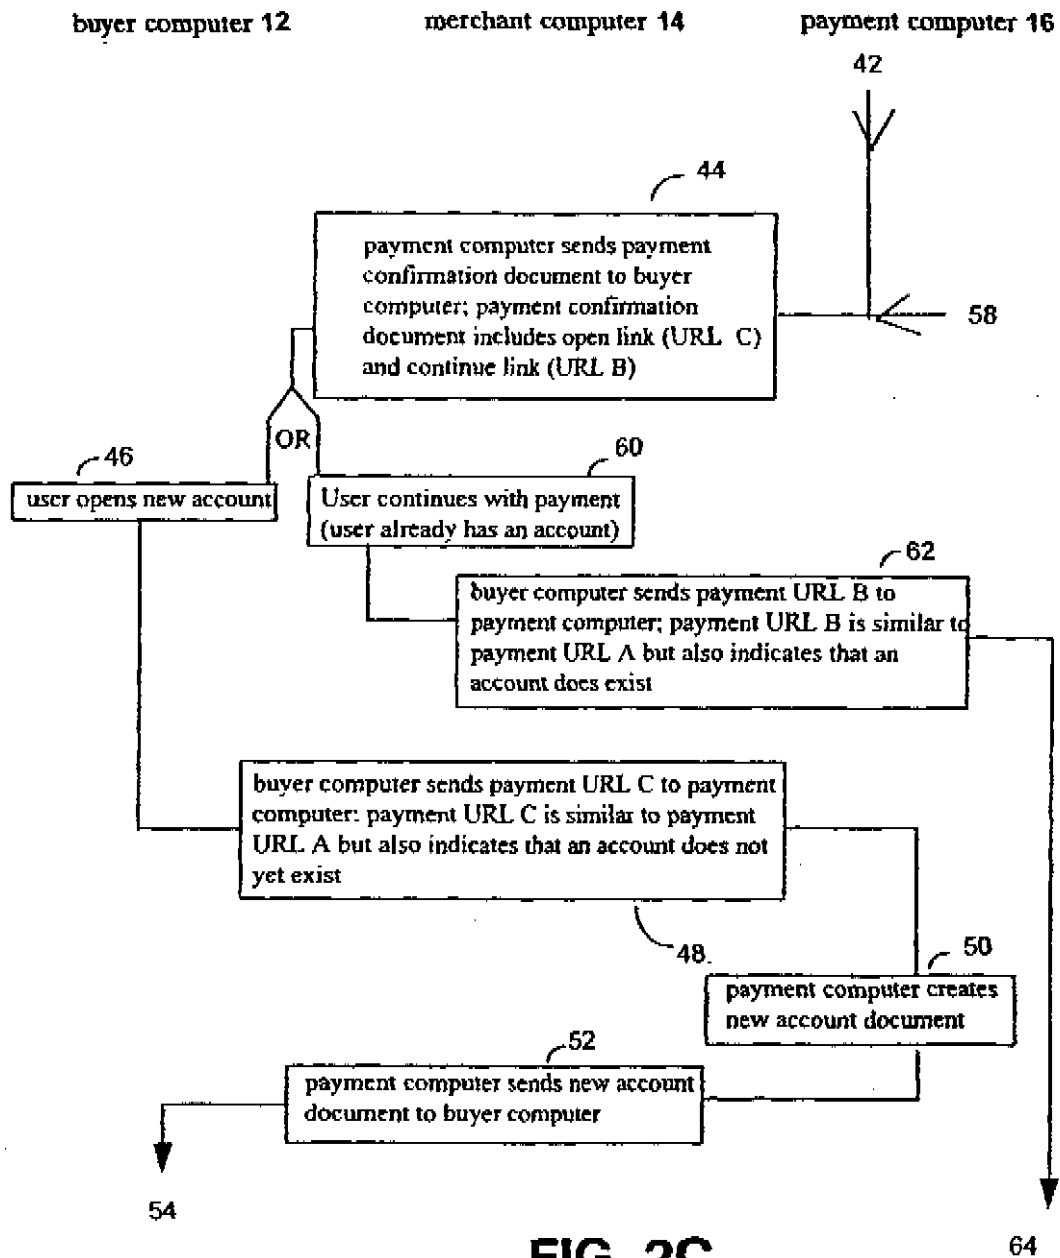 buyer computer 12 merchant computer 14 payment computer 16
42
44
payment computer sends payment
confirmation document to buyer
computer; payment confirmation
document includes open link (URL C)
and continue link (URL B)
58
OR
46
user opens new account
60
User continues with payment
(user already has an account)
62
buyer computer sends payment URL B to
payment computer; payment URL B is similar to
payment URL A but also indicates that an
account does exist
buyer computer sends payment URL C to payment
computer: payment URL C is similar to payment
URL A but also indicates that an account does not
yet exist
48
50
payment computer creates
new account document
52
payment computer sends new account
document to buyer computer
54
64
FIG. 2C